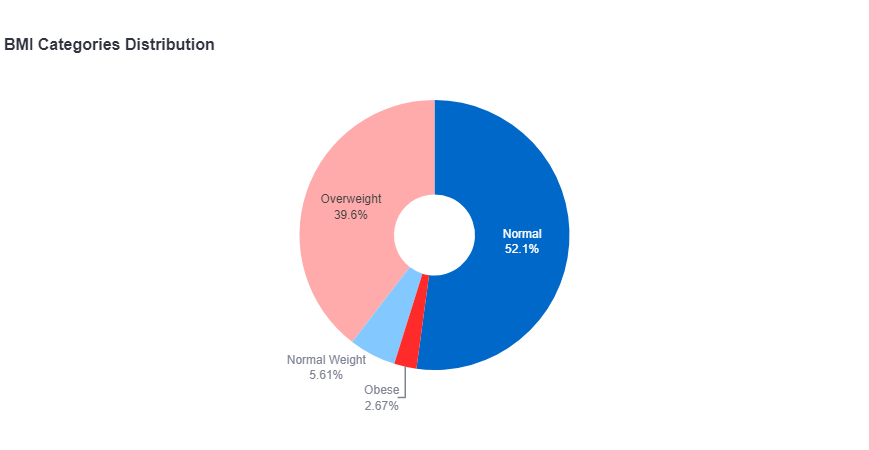 BMI Categories Distribution
Overweight
39.6%
Normal
52.1%
Normal Weight
5.61%
Obese
2.67%